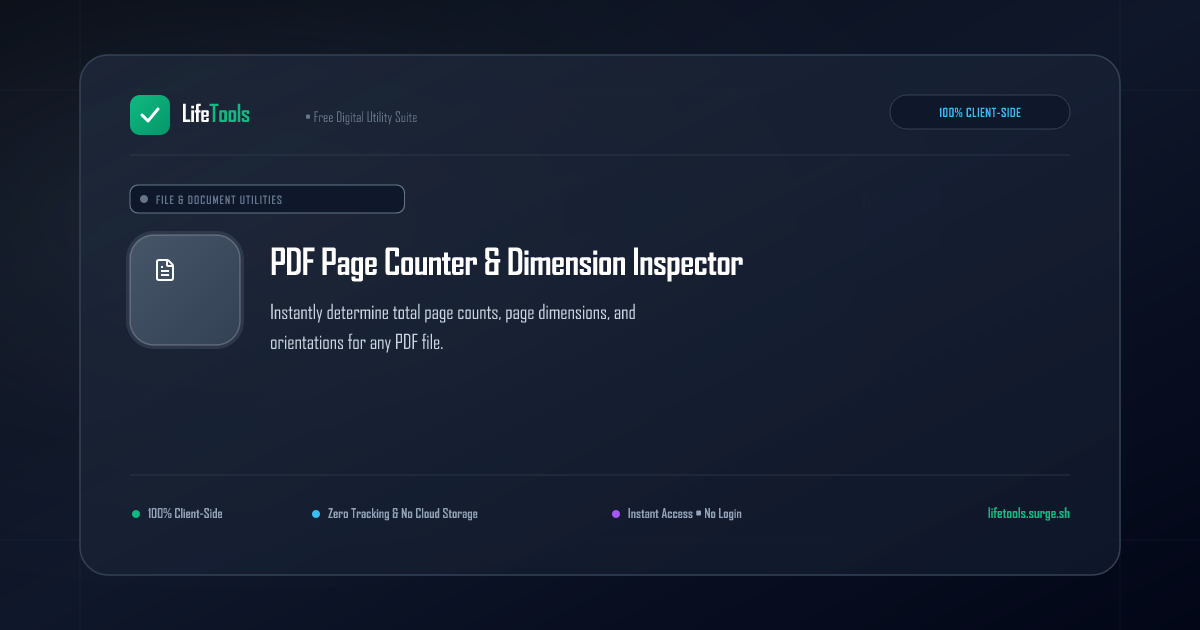 LifeTools
▪ Free Digital Utility Suite
100% CLIENT-SIDE
FILE & DOCUMENT UTILITIES
PDF Page Counter & Dimension Inspector
Instantly determine total page counts, page dimensions, and
orientations for any PDF file.
100% Client-Side
Zero Tracking & No Cloud Storage
Instant Access ▪ No Login
lifetools.surge.sh